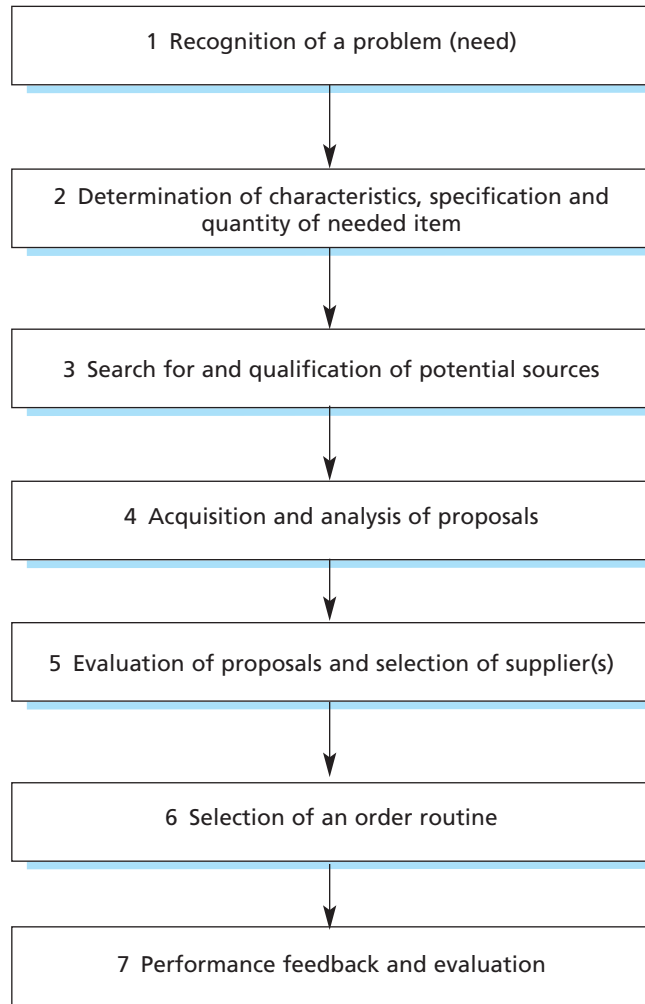 1 Recognition of a problem (need)
2 Determination of characteristics, specification and
quantity of needed item
3 Search for and qualification of potential sources
4 Acquisition and analysis of proposals
5 Evaluation of proposals and selection of supplier(s)
6 Selection of an order routine
7 Performance feedback and evaluation